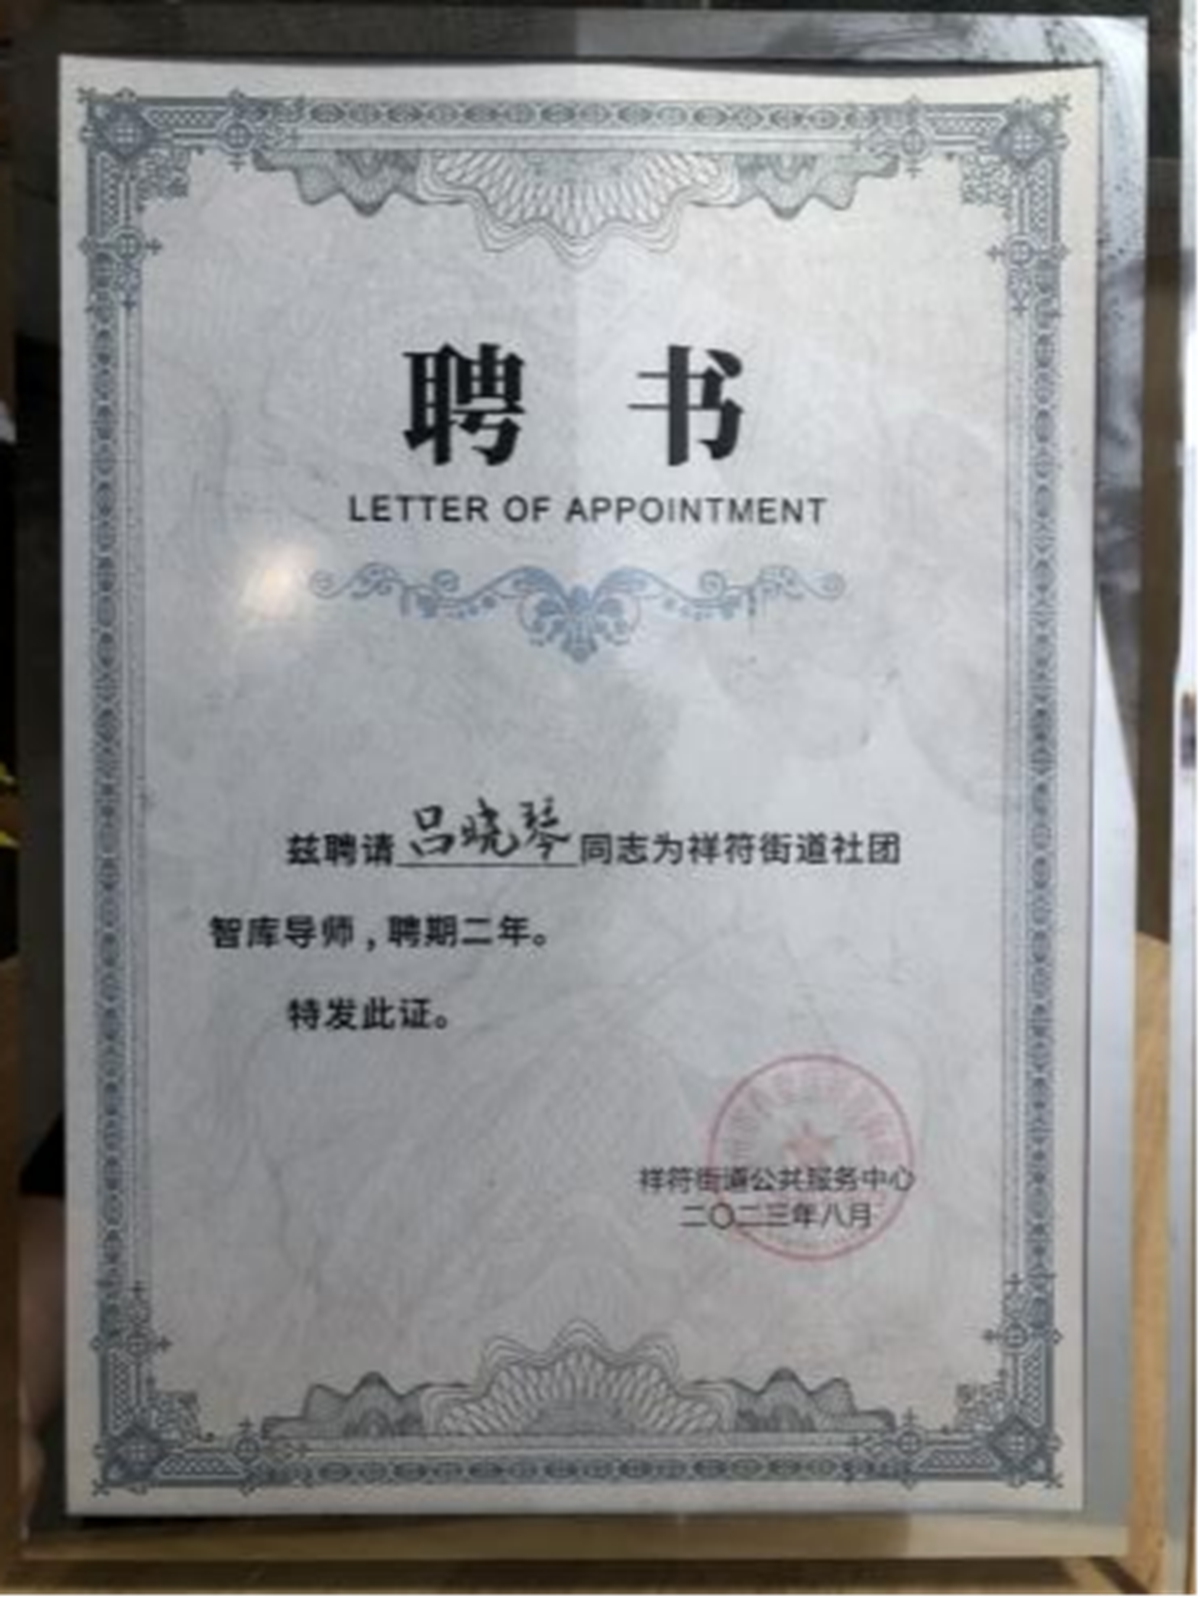 聘 书
LETTER OF APPOINTMENT
兹聘请吕晓琴同志为祥符街道社团
智库导师，聘期二年。
特发此证。
祥符街道公共服务中心
二〇二三年八月